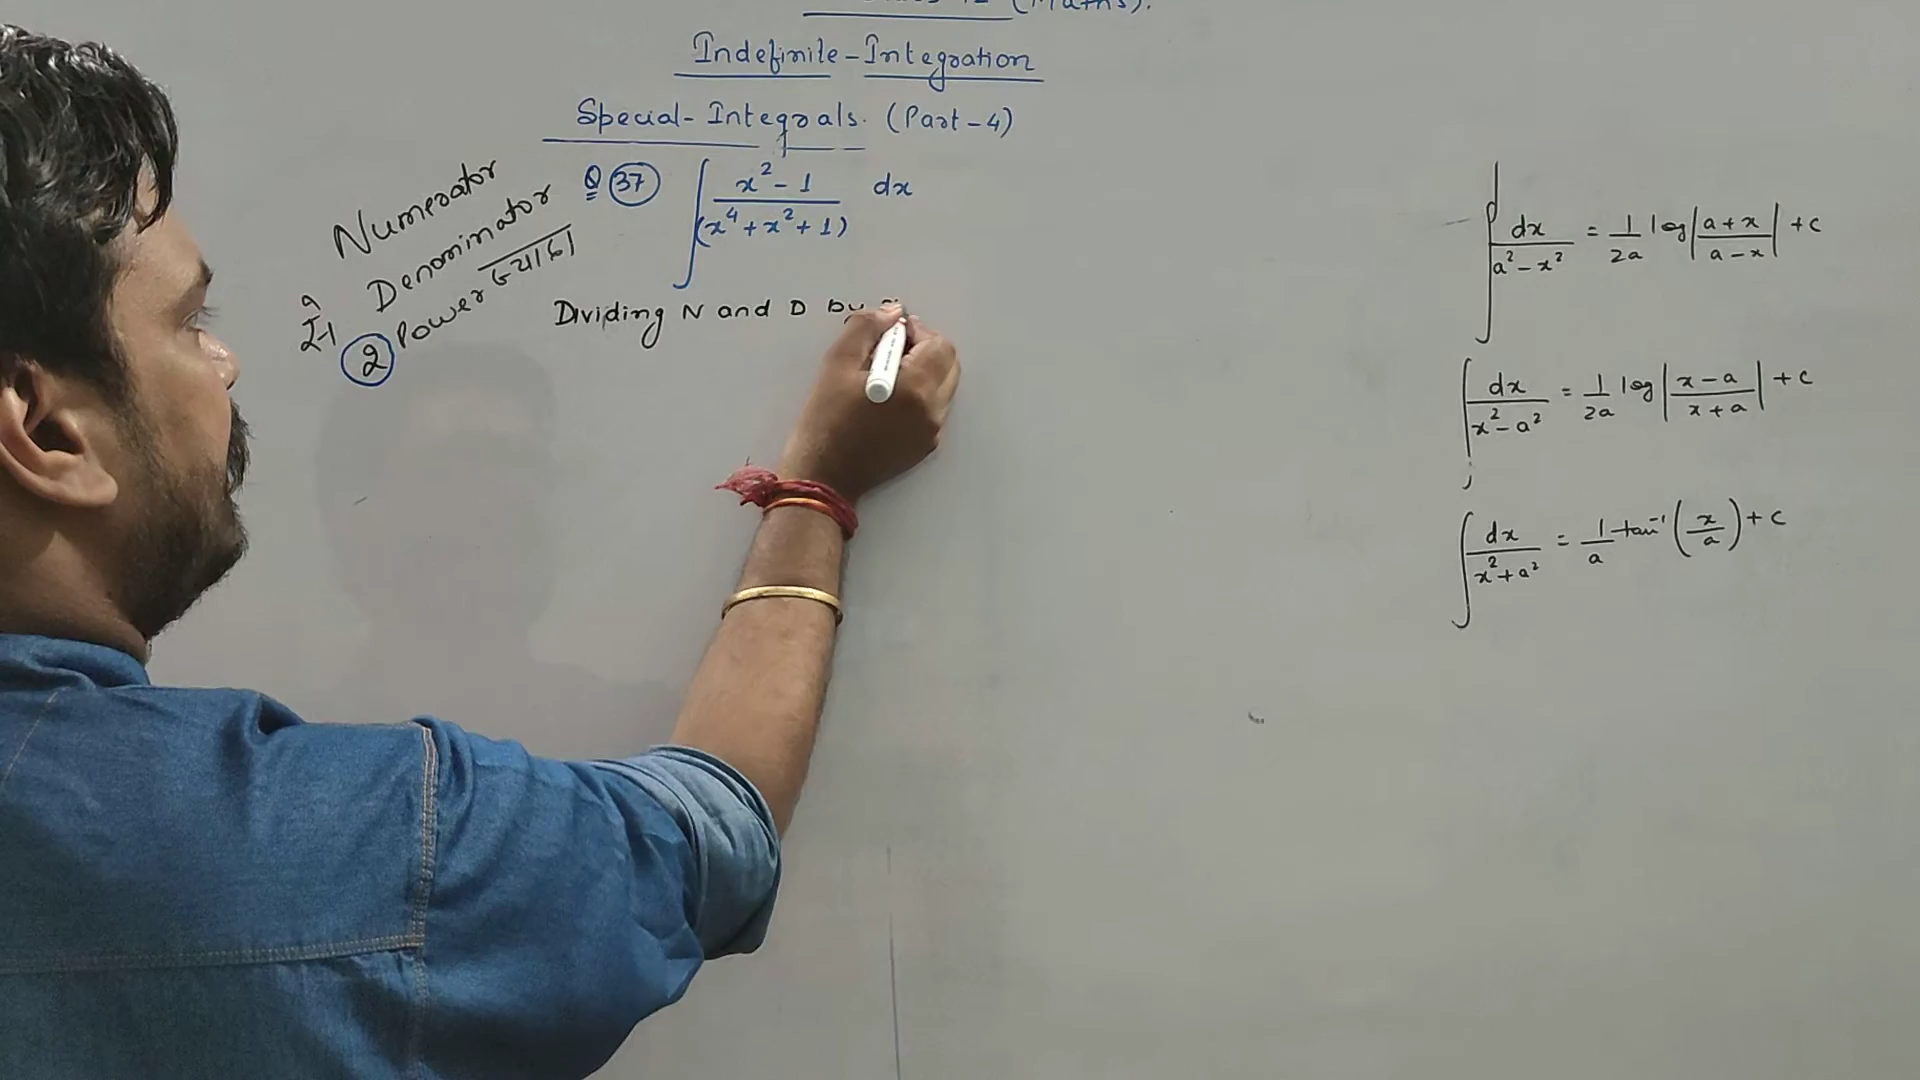 (Maths).
Indefinite-Integration
Special-Integrals. (Part-4)
Q 37 ∫ x²-1 / (x⁴+x²+1) dx
Numerator
से Denominator
2 Power ज्यादा
Dividing N and D by
∫ dx / a²-x² = 1/2a log |a+x / a-x| + c
∫ dx / x²-a² = 1/2a log |x-a / x+a| + c
∫ dx / x²+a² = 1/a tan⁻¹ (x/a) + c